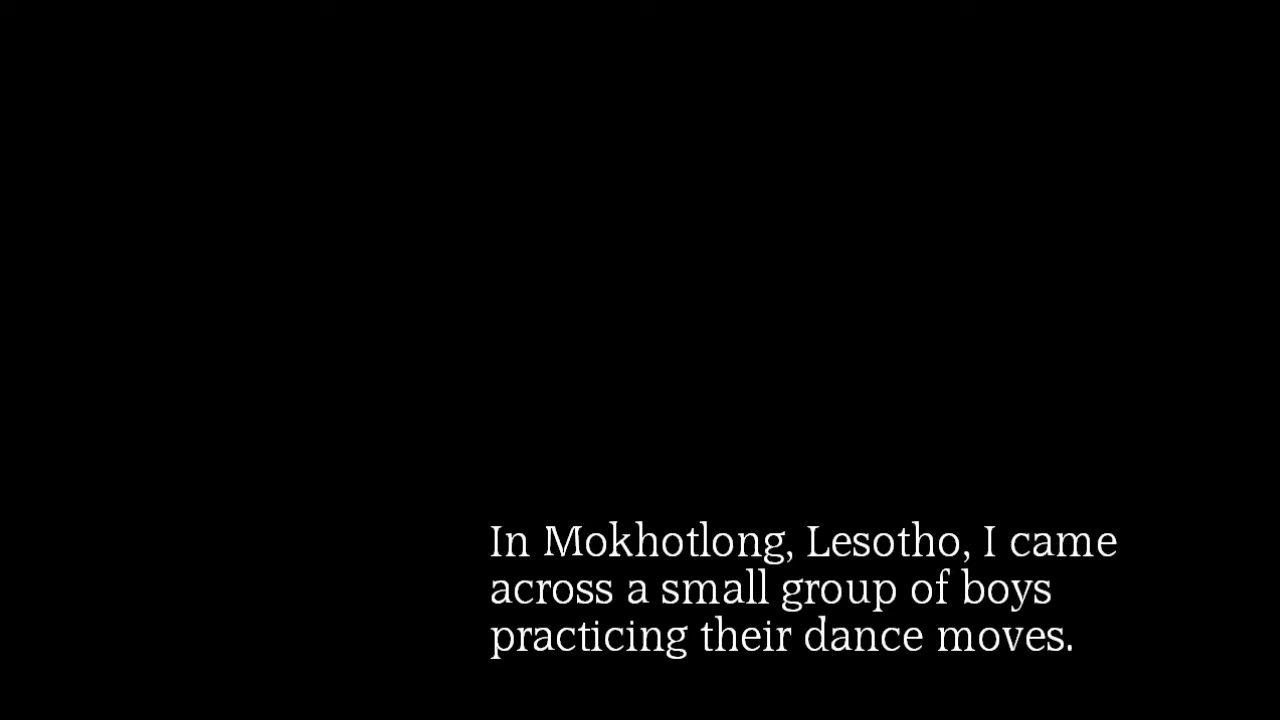 In Mokhotlong, Lesotho, I came
across a small group of boys
practicing their dance moves.